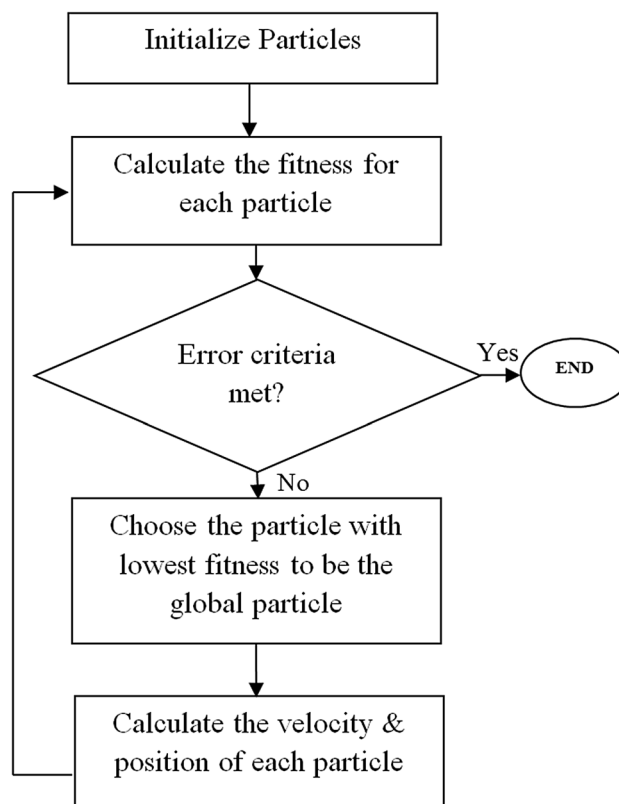 Initialize Particles
Calculate the fitness for
each particle
Error criteria
met?
Yes
END
No
Choose the particle with
lowest fitness to be the
global particle
Calculate the velocity &
position of each particle